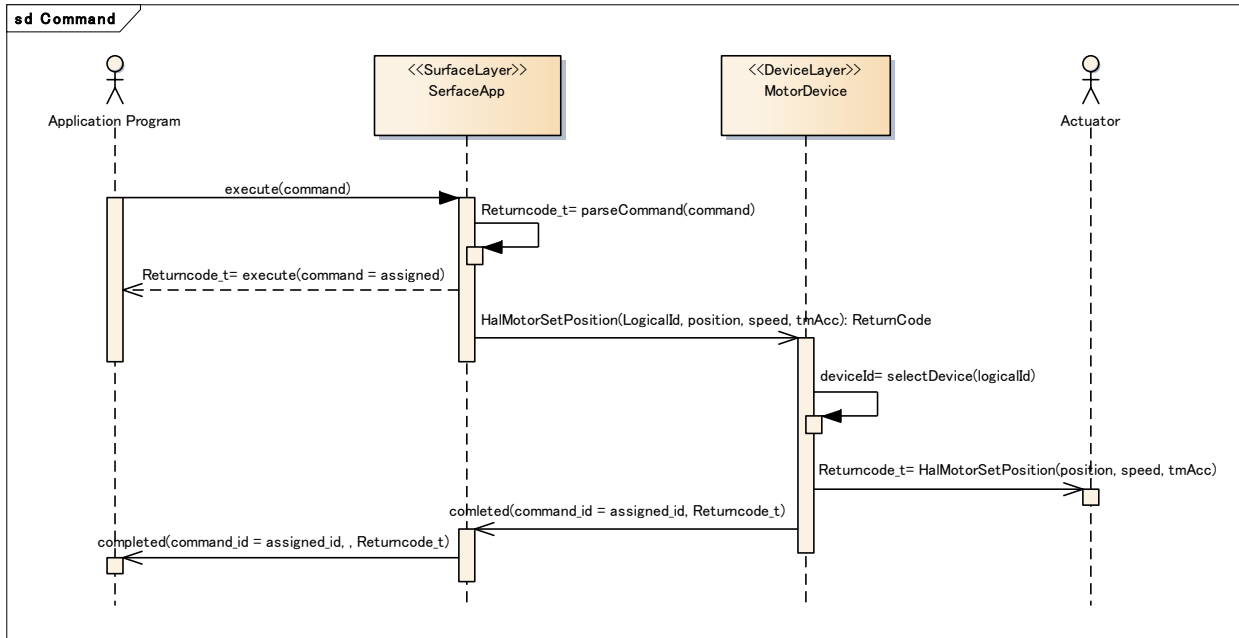 sd Command
<<SurfaceLayer>>
SerfaceApp
<<DeviceLayer>>
MotorDevice
Application Program
Actuator
execute(command)
Returncode_t= parseCommand(command)
Returncode_t= execute(command = assigned)
HalMotorSetPosition(LogicalId, position, speed, tmAcc): ReturnCode
deviceId= selectDevice(logicalId)
Returncode_t= HalMotorSetPosition(position, speed, tmAcc)
comleted(command_id = assigned_id, Returncode_t)
completed(command_id = assigned_id, , Returncode_t)